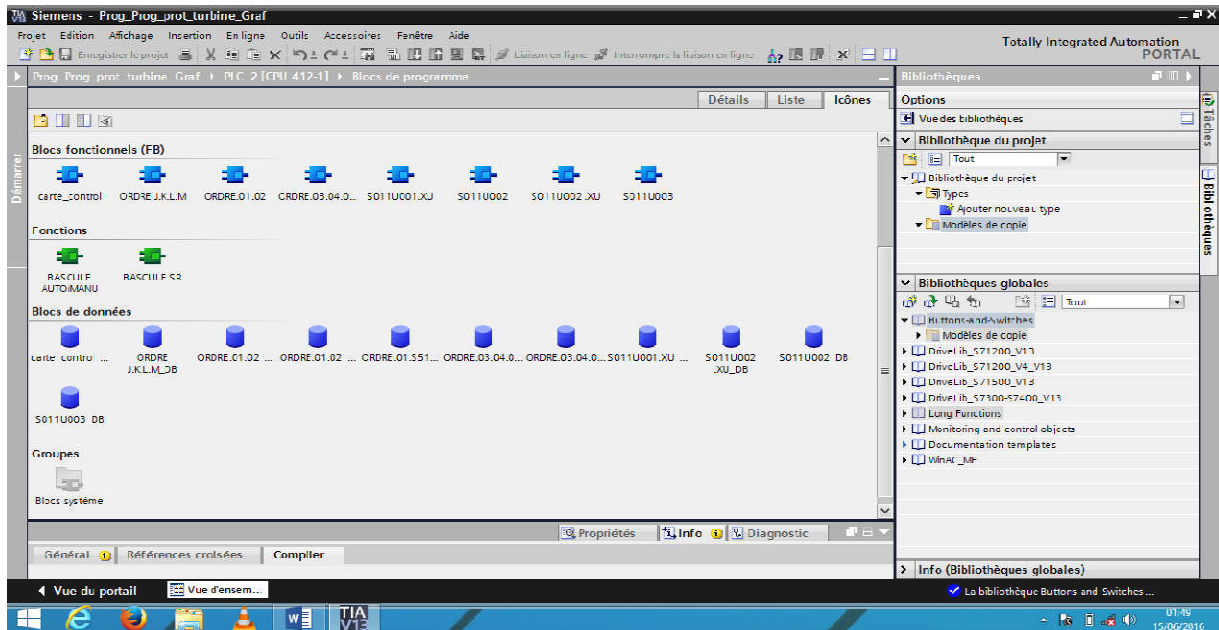 Siemens - Prog_Prog_prot_turbine_Graf
Projet Edition Affichage Insertion En ligne Outils Accessoires Fenêtre Aide
Enregistrer le projet Liaison en ligne Interrompre la liaison en ligne
Totally Integrated Automation
PORTAL
Prog_Prog_prot_turbine_Graf PLC_2 [CPU 412-1] Blocs de programme
Détails Liste Icônes
Démarrer
Blocs fonctionnels (FB)
carte_control ORDRE J.K.L.M ORDRE.01.02 ORDRE.03.04.0... S011U001.XU S011U002 S011U002.XU S011U003
Fonctions
BASCULE AUTO/MANU
BASCULE SR
Blocs de données
carte_contro ...
ORDRE J.K.L.M_DB
ORDRE.01.02 ... ORDRE.01.02 ... ORDRE.01.S51... ORDRE.03.04.0... ORDRE.03.04.0... S011U001.XU ...
S011U002 .XU_DB
S011U002_DB
S011U003_DB
Groupes
Blocs système
Propriétés Info Diagnostic
Général Références croisées Compiler
Bibliothèques
Options
Vue des bibliothèques
Bibliothèque du projet
Tout
Bibliothèque du projet
Types
Ajouter nouveau type
Modèles de copie
Bibliothèques globales
Tout
Buttons-and-Switches
Modèles de copie
DriveLib_S71200_V13
DriveLib_S71200_V4_V13
DriveLib_S71500_V13
DriveLib_S7300-S7400_V13
Long Functions
Monitoring and control objects
Documentation templates
WinAC_MP
Info (Bibliothèques globales)
Tâches
Bibliothèques
Vue du portail Vue d'ensem...
La bibliothèque Buttons and Switches ...
W TIA V13
01:49
15/06/2016